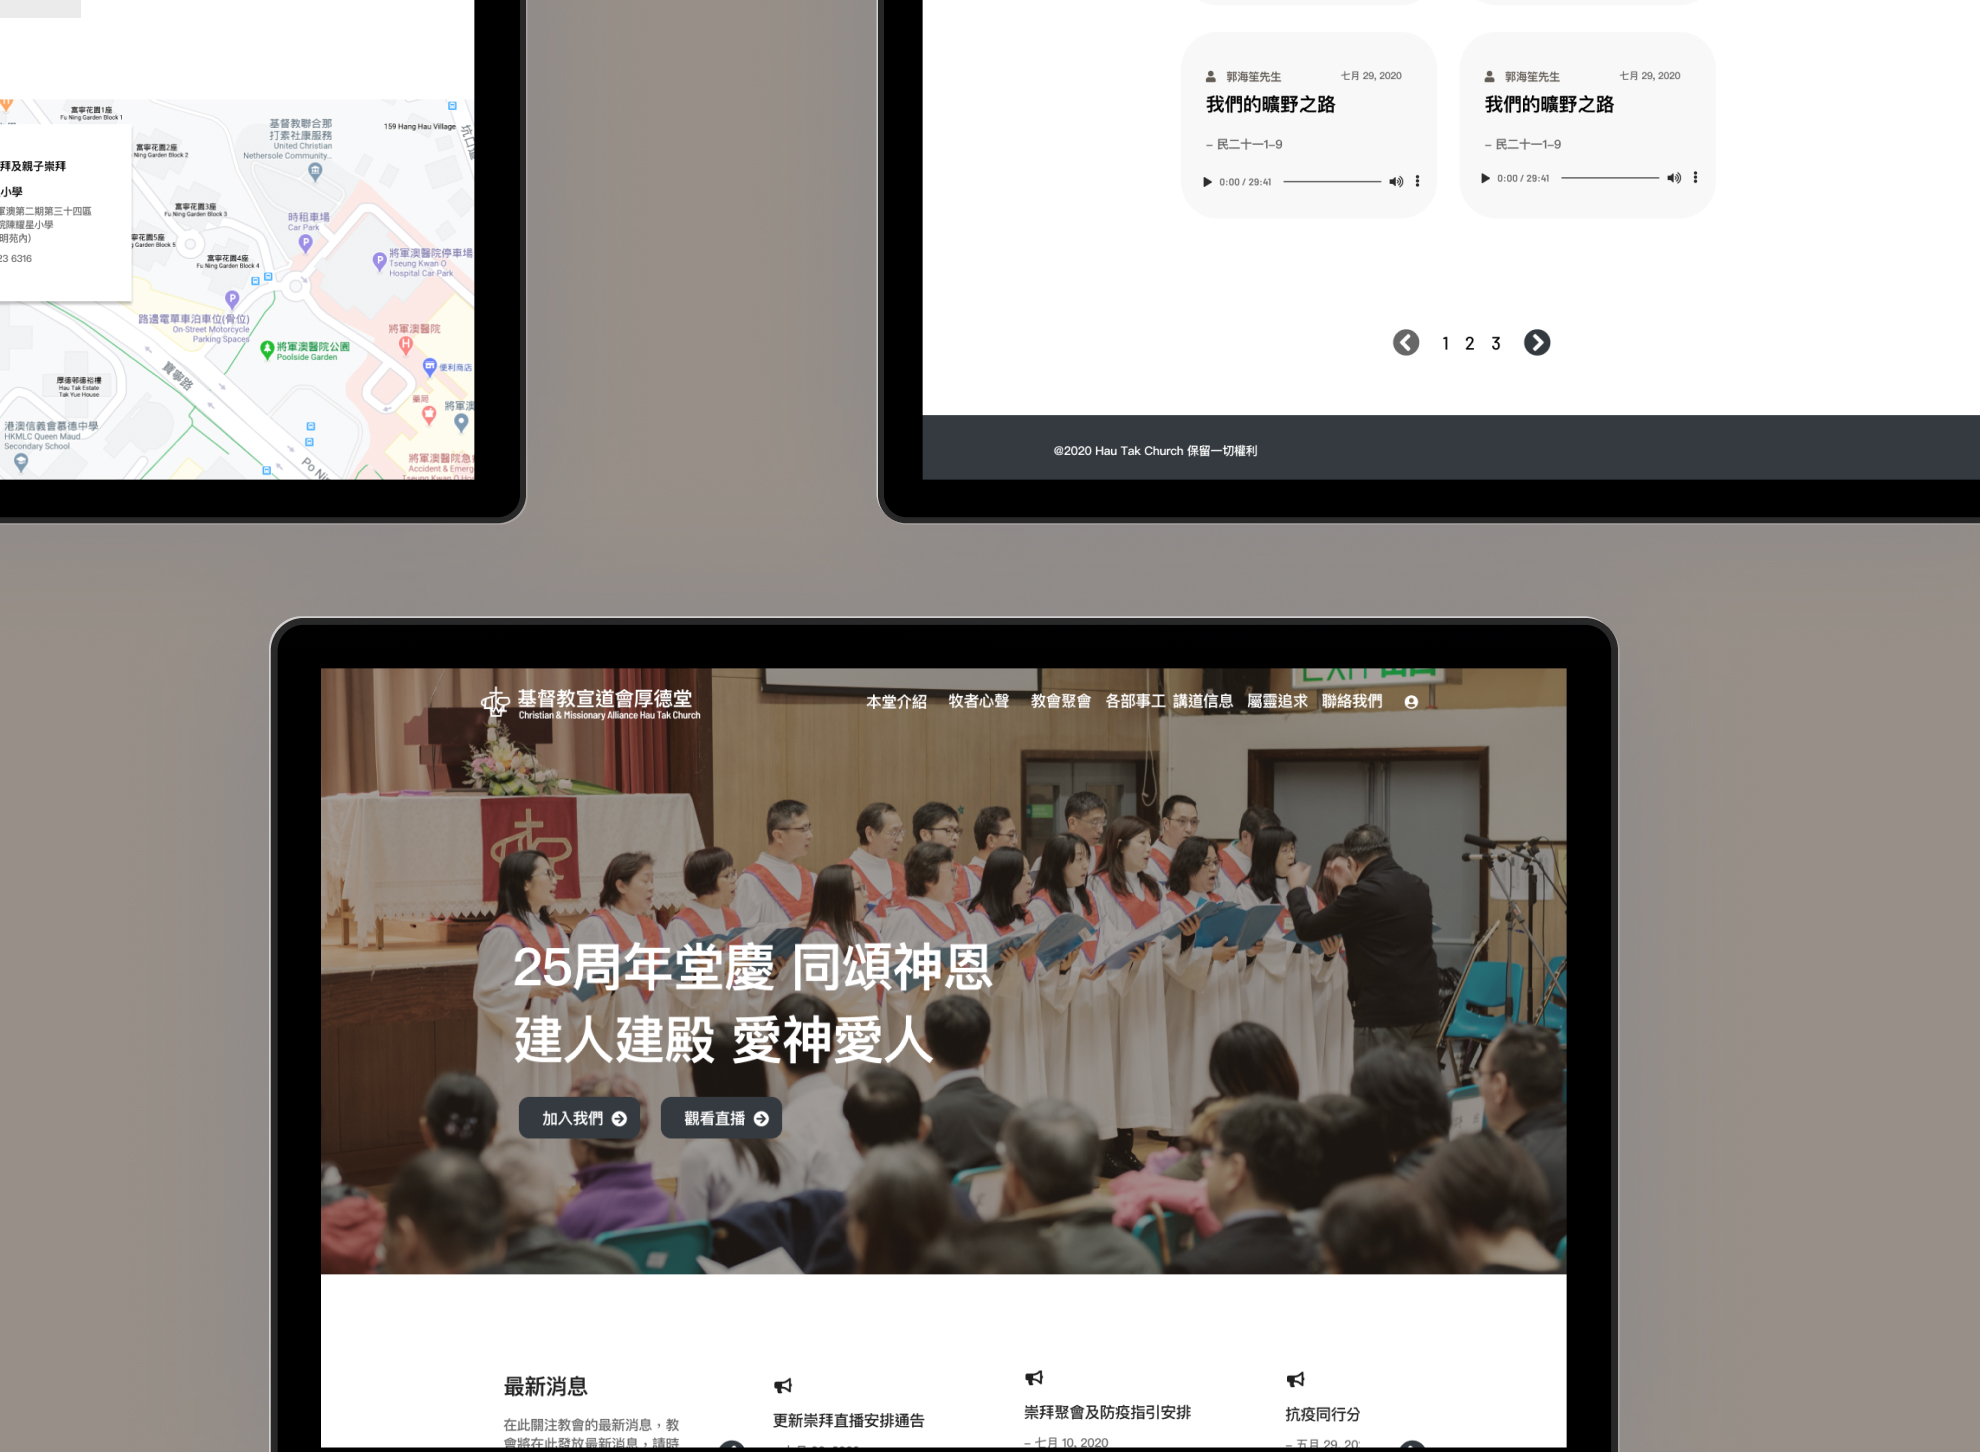 富寧花園1座
Fu Ning Garden Block 1
富寧花園2座
Ning Garden Block 2
基督教聯合那
打素社康服務
United Christian
Nethersole Community...
159 Hang Hau Village
坑口
拜及親子崇拜
小學
軍澳第二期第三十四區
院陳耀星小學
明苑內)
23 6316
富寧花園3座
Fu Ning Garden Block 3
時租車場
Car Park
寧花園5座
Garden Block 5
富寧花園4座
Fu Ning Garden Block 4
將軍澳醫院停車場
Tseung Kwan O
Hospital Car Park
路邊電單車泊車位(骨位)
On-Street Motorcycle
Parking Spaces
將軍澳醫院
將軍澳醫院公園
Poolside Garden
便利商店
寶寧路
厚德邨德裕樓
Hau Tak Estate
Tak Yue House
藥局
將軍澳
港澳信義會慕德中學
HKMLC Queen Maud
Secondary School
Po Nin
將軍澳醫院急
Accident & Emerg
Tseung Kwan O Ho
郭海笙先生 七月 29, 2020
我們的曠野之路
– 民二十一1-9
0:00 / 29:41
郭海笙先生 七月 29, 2020
我們的曠野之路
– 民二十一1-9
0:00 / 29:41
1 2 3
@2020 Hau Tak Church 保留一切權利
基督教宣道會厚德堂
Christian & Missionary Alliance Hau Tak Church
本堂介紹 牧者心聲 教會聚會 各部事工 講道信息 屬靈追求 聯絡我們
EXIT 出口
25周年堂慶 同頌神恩
建人建殿 愛神愛人
加入我們
觀看直播
最新消息
在此關注教會的最新消息，教
會將在此發放最新消息，請時
更新崇拜直播安排通告
崇拜聚會及防疫指引安排
– 七月 10, 2020
抗疫同行分
– 五月 29, 20